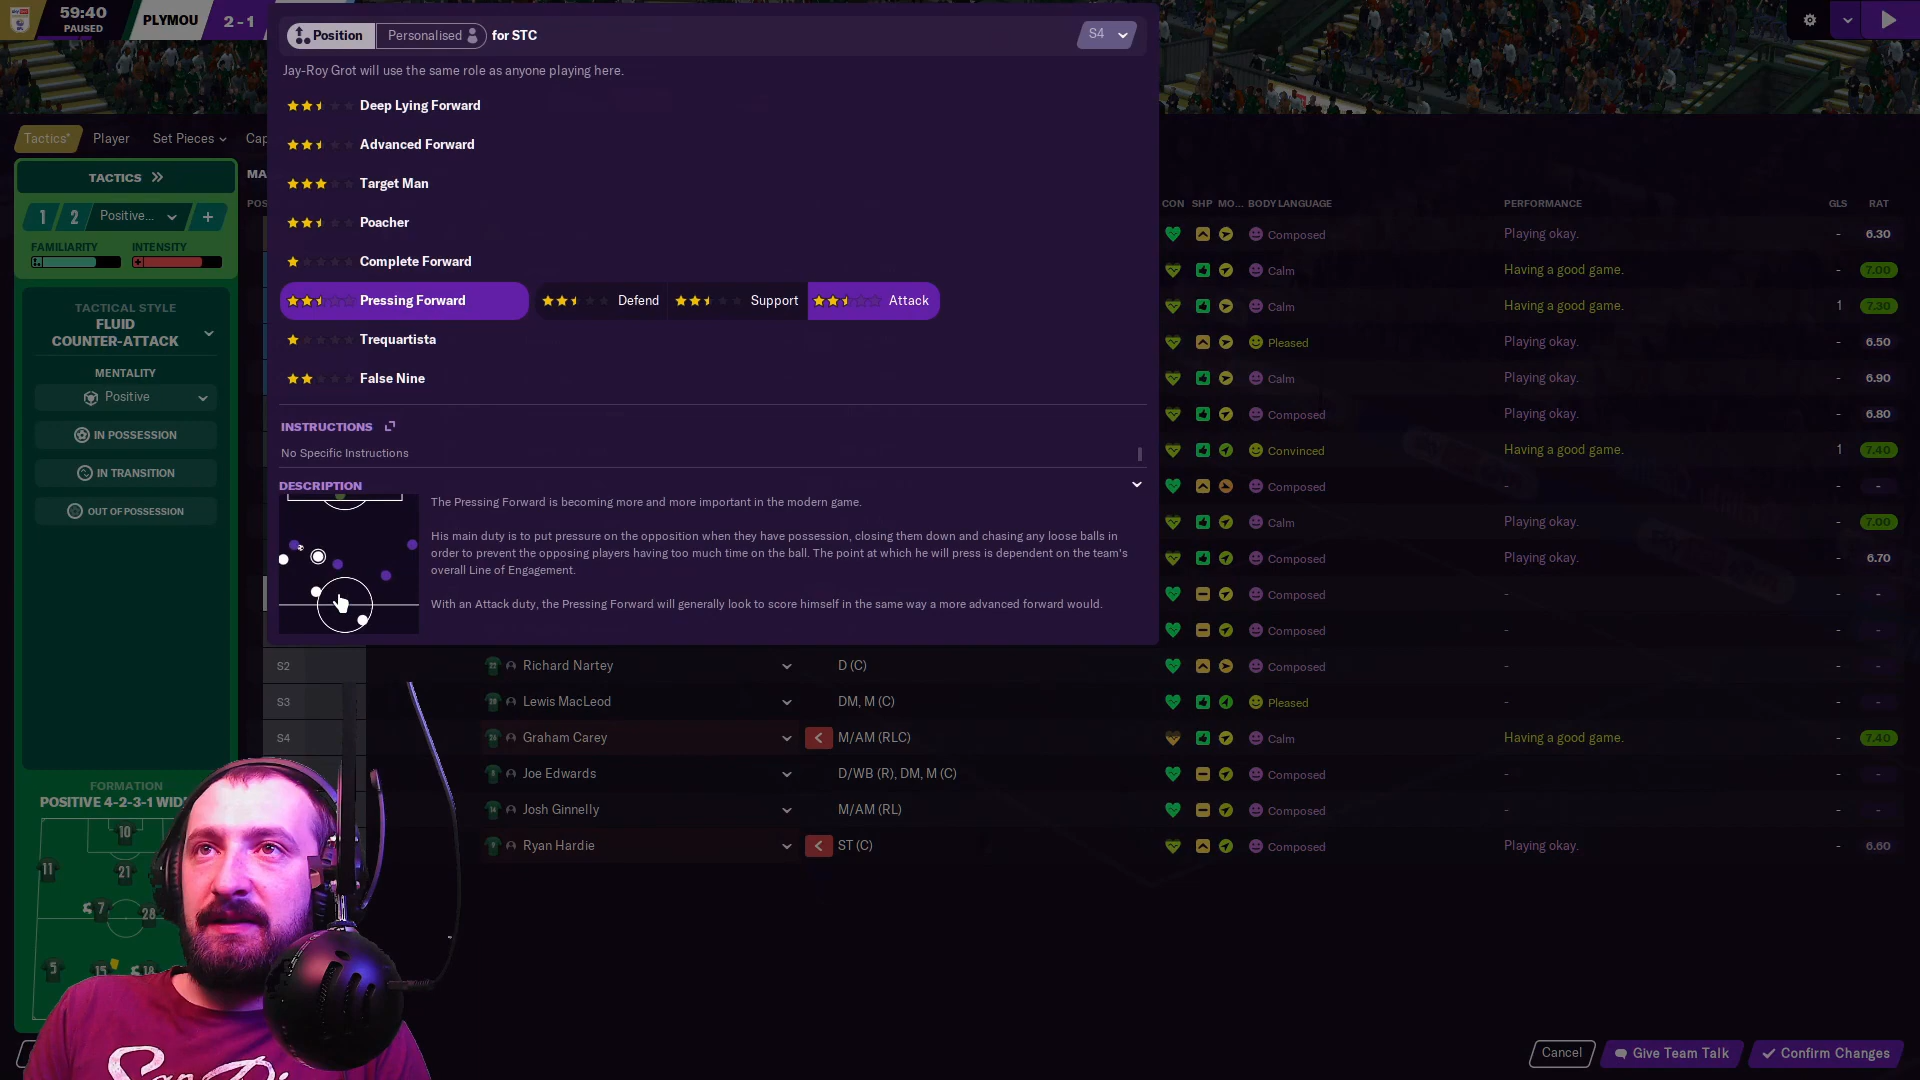 59:40
PAUSED
PLYMOU
2 - 1
Position
Personalised
for STC
S4
Jay-Roy Grot will use the same role as anyone playing here.
Deep Lying Forward
Advanced Forward
Target Man
Poacher
Complete Forward
Pressing Forward
Defend
Support
Attack
Trequartista
False Nine
INSTRUCTIONS
No Specific Instructions
DESCRIPTION
The Pressing Forward is becoming more and more important in the modern game.
His main duty is to put pressure on the opposition when they have possession, closing them down and chasing any loose balls in
order to prevent the opposing players having too much time on the ball. The point at which he will press is dependent on the team's
overall Line of Engagement.
With an Attack duty, the Pressing Forward will generally look to score himself in the same way a more advanced forward would.
Tactics*
Player
Set Pieces
Cap
TACTICS
MA
1
2
Positive...
+
POS
FAMILIARITY
INTENSITY
TACTICAL STYLE
FLUID
COUNTER-ATTACK
MENTALITY
Positive
IN POSSESSION
IN TRANSITION
OUT OF POSSESSION
FORMATION
POSITIVE 4-2-3-1 WID
10
11
21
7
28
5
15
18
CON SHP MO... BODY LANGUAGE PERFORMANCE GLS RAT
Composed Playing okay. - 6.30
Calm Having a good game. - 7.00
Calm Having a good game. 1 7.30
Pleased Playing okay. - 6.50
Calm Playing okay. - 6.90
Composed Playing okay. - 6.80
Convinced Having a good game. 1 7.40
Composed - - -
Calm Playing okay. - 7.00
Composed Playing okay. - 6.70
Composed - - -
Composed - - -
S2 Richard Nartey D (C) Composed - - -
S3 Lewis MacLeod DM, M (C) Pleased - - -
S4 Graham Carey M/AM (RLC) Calm Having a good game. - 7.40
Joe Edwards D/WB (R), DM, M (C) Composed - - -
Josh Ginnelly M/AM (RL) Composed - - -
Ryan Hardie ST (C) Composed Playing okay. - 6.60
Cancel
Give Team Talk
Confirm Changes